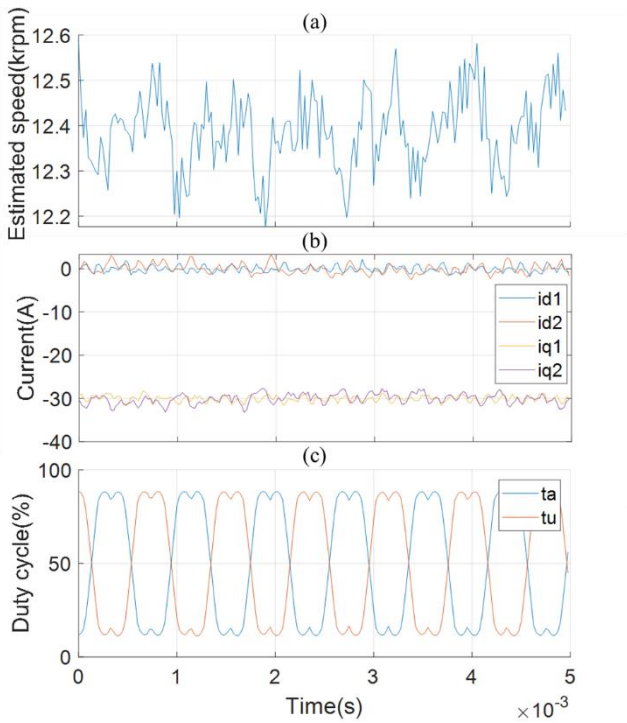 (a)
Estimated speed(krpm)
12.6
12.5
12.4
12.3
12.2
(b)
Current(A)
0
-10
-20
-30
-40
id1
id2
iq1
iq2
(c)
Duty cycle(%)
100
50
0
ta
tu
0 1 2 3 4 5
Time(s)
×10⁻³